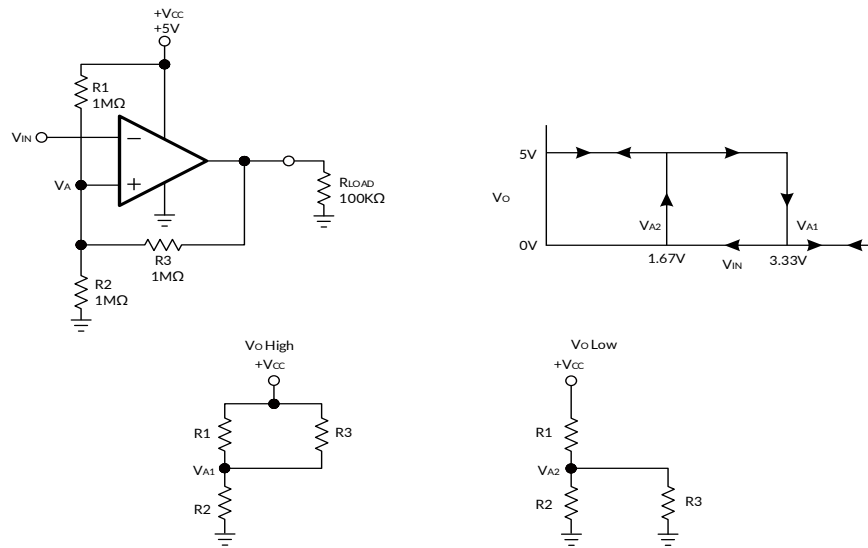 +VCC
+5V
R1
1MΩ
VIN
VA
RLOAD
100KΩ
R3
1MΩ
R2
1MΩ
5V
VO
VA2
VA1
0V
1.67V
VIN
3.33V
VO High
+VCC
R1
R3
VA1
R2
VO Low
+VCC
R1
VA2
R2
R3